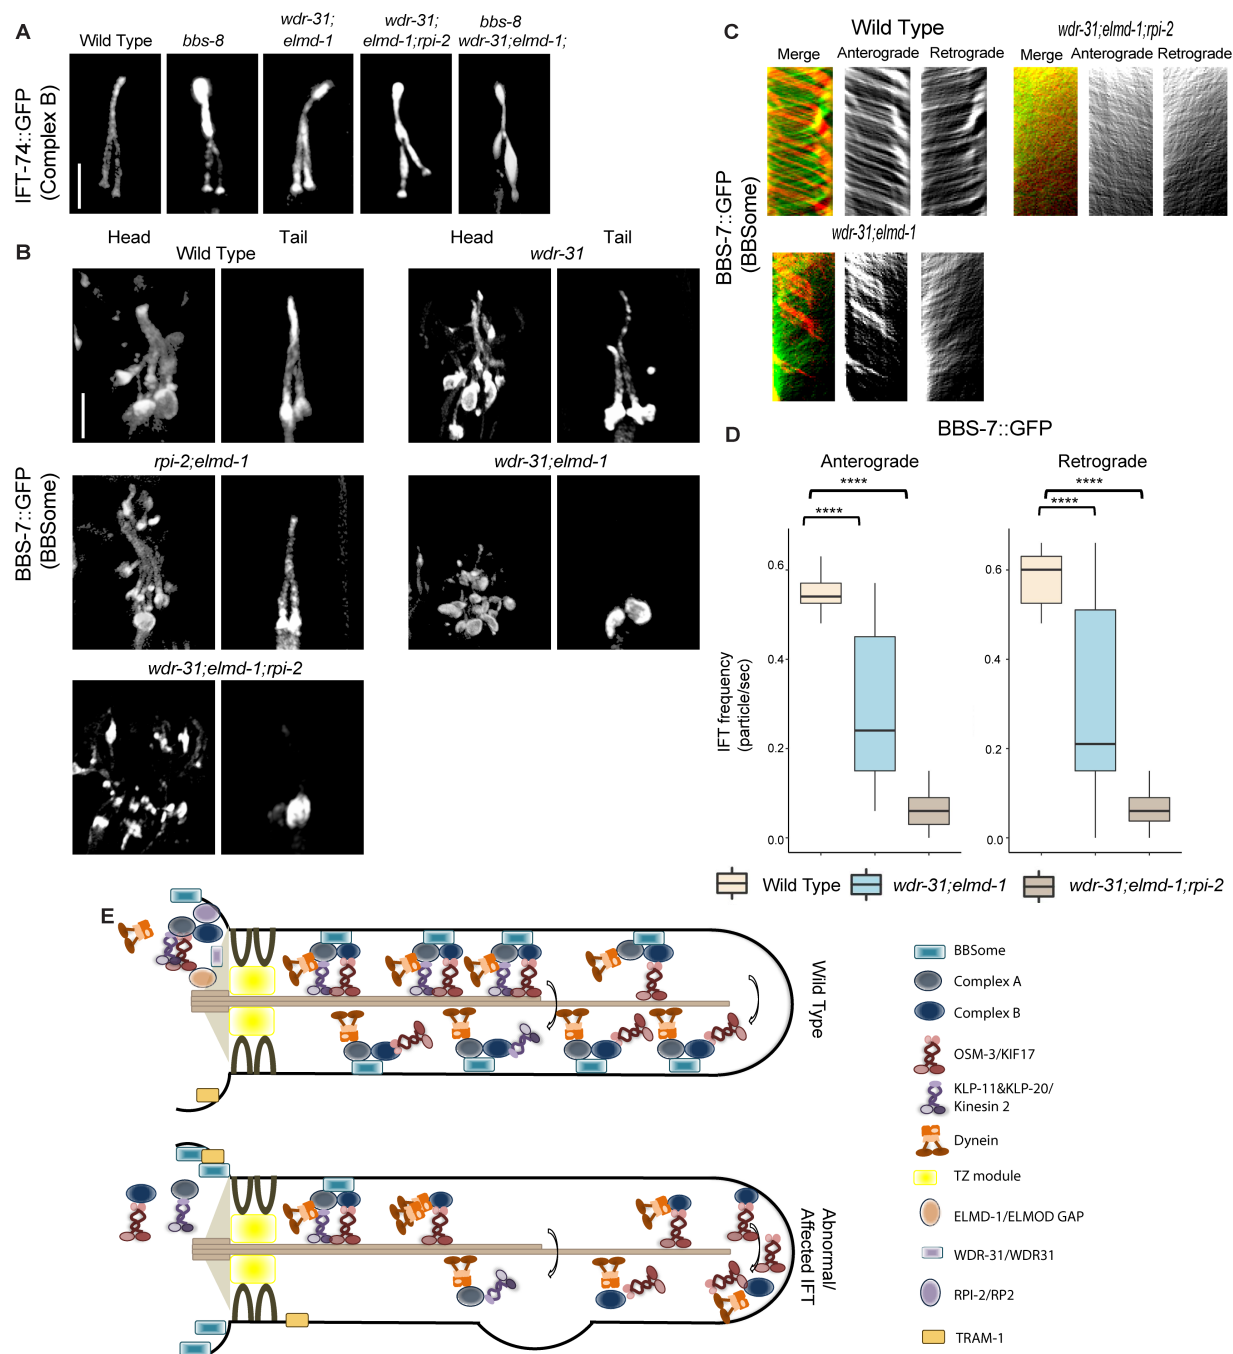 A
Wild Type
bbs-8
wdr-31;
elmd-1
wdr-31;
elmd-1;rpi-2
bbs-8
wdr-31;elmd-1;
IFT-74::GFP
(Complex B)
B
Head
Tail
Head
Tail
Wild Type
wdr-31
rpi-2;elmd-1
wdr-31;elmd-1
wdr-31;elmd-1;rpi-2
BBS-7::GFP
(BBSome)
C
Wild Type
wdr-31;elmd-1;rpi-2
Merge
Anterograde
Retrograde
Merge
Anterograde
Retrograde
wdr-31;elmd-1
BBS-7::GFP
(BBSome)
D
BBS-7::GFP
Anterograde
Retrograde
****
****
****
****
IFT frequency
(particle/sec)
0.6
0.4
0.2
0.0
0.6
0.4
0.2
0.0
Wild Type
wdr-31;elmd-1
wdr-31;elmd-1;rpi-2
E
Wild Type
Abnormal/
Affected IFT
BBSome
Complex A
Complex B
OSM-3/KIF17
KLP-11&KLP-20/
Kinesin 2
Dynein
TZ module
ELMD-1/ELMOD GAP
WDR-31/WDR31
RPI-2/RP2
TRAM-1